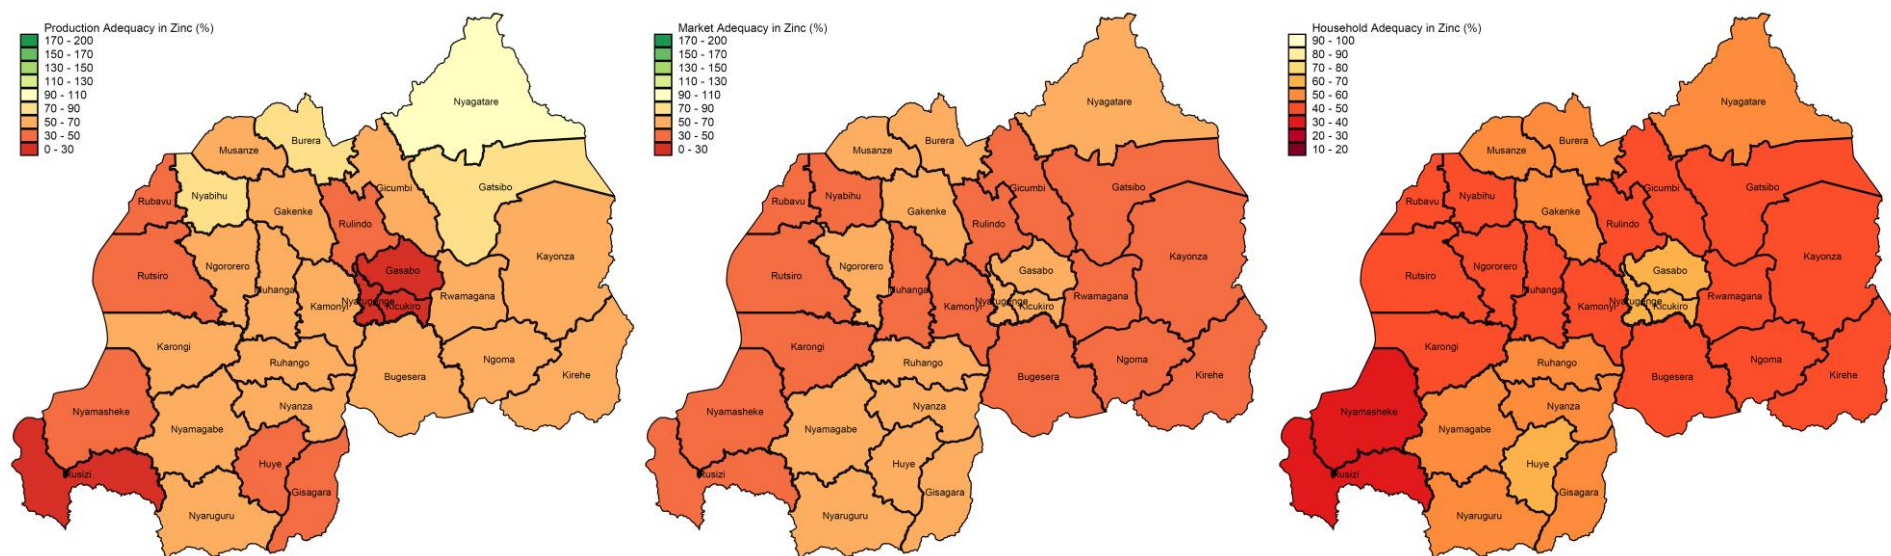 Production Adequacy in Zinc (%)
170 - 200
150 - 170
130 - 150
110 - 130
90 - 110
70 - 90
50 - 70
30 - 50
0 - 30
Nyagatare
Burera
Musanze
Gicumbi
Gatsibo
Nyabihu
Rubavu
Gakenke
Rulindo
Kayonza
Rutsiro
Ngororero
Gasabo
Muhanga
Kamonyi
Nyarugenge
Kicukiro
Rwamagana
Karongi
Ruhango
Ngoma
Bugesera
Kirehe
Nyamasheke
Nyanza
Nyamagabe
Huye
Rusizi
Gisagara
Nyaruguru
Market Adequacy in Zinc (%)
170 - 200
150 - 170
130 - 150
110 - 130
90 - 110
70 - 90
50 - 70
30 - 50
0 - 30
Nyagatare
Burera
Musanze
Gicumbi
Gatsibo
Nyabihu
Rubavu
Gakenke
Rulindo
Kayonza
Rutsiro
Ngororero
Gasabo
Muhanga
Kamonyi
Nyarugenge
Kicukiro
Rwamagana
Karongi
Ruhango
Ngoma
Bugesera
Kirehe
Nyamasheke
Nyanza
Nyamagabe
Huye
Rusizi
Gisagara
Nyaruguru
Household Adequacy in Zinc (%)
90 - 100
80 - 90
70 - 80
60 - 70
50 - 60
40 - 50
30 - 40
20 - 30
10 - 20
Nyagatare
Burera
Musanze
Gicumbi
Gatsibo
Nyabihu
Rubavu
Gakenke
Rulindo
Kayonza
Rutsiro
Ngororero
Gasabo
Muhanga
Kamonyi
Nyarugenge
Kicukiro
Rwamagana
Karongi
Ruhango
Ngoma
Bugesera
Kirehe
Nyamasheke
Nyanza
Nyamagabe
Huye
Rusizi
Gisagara
Nyaruguru